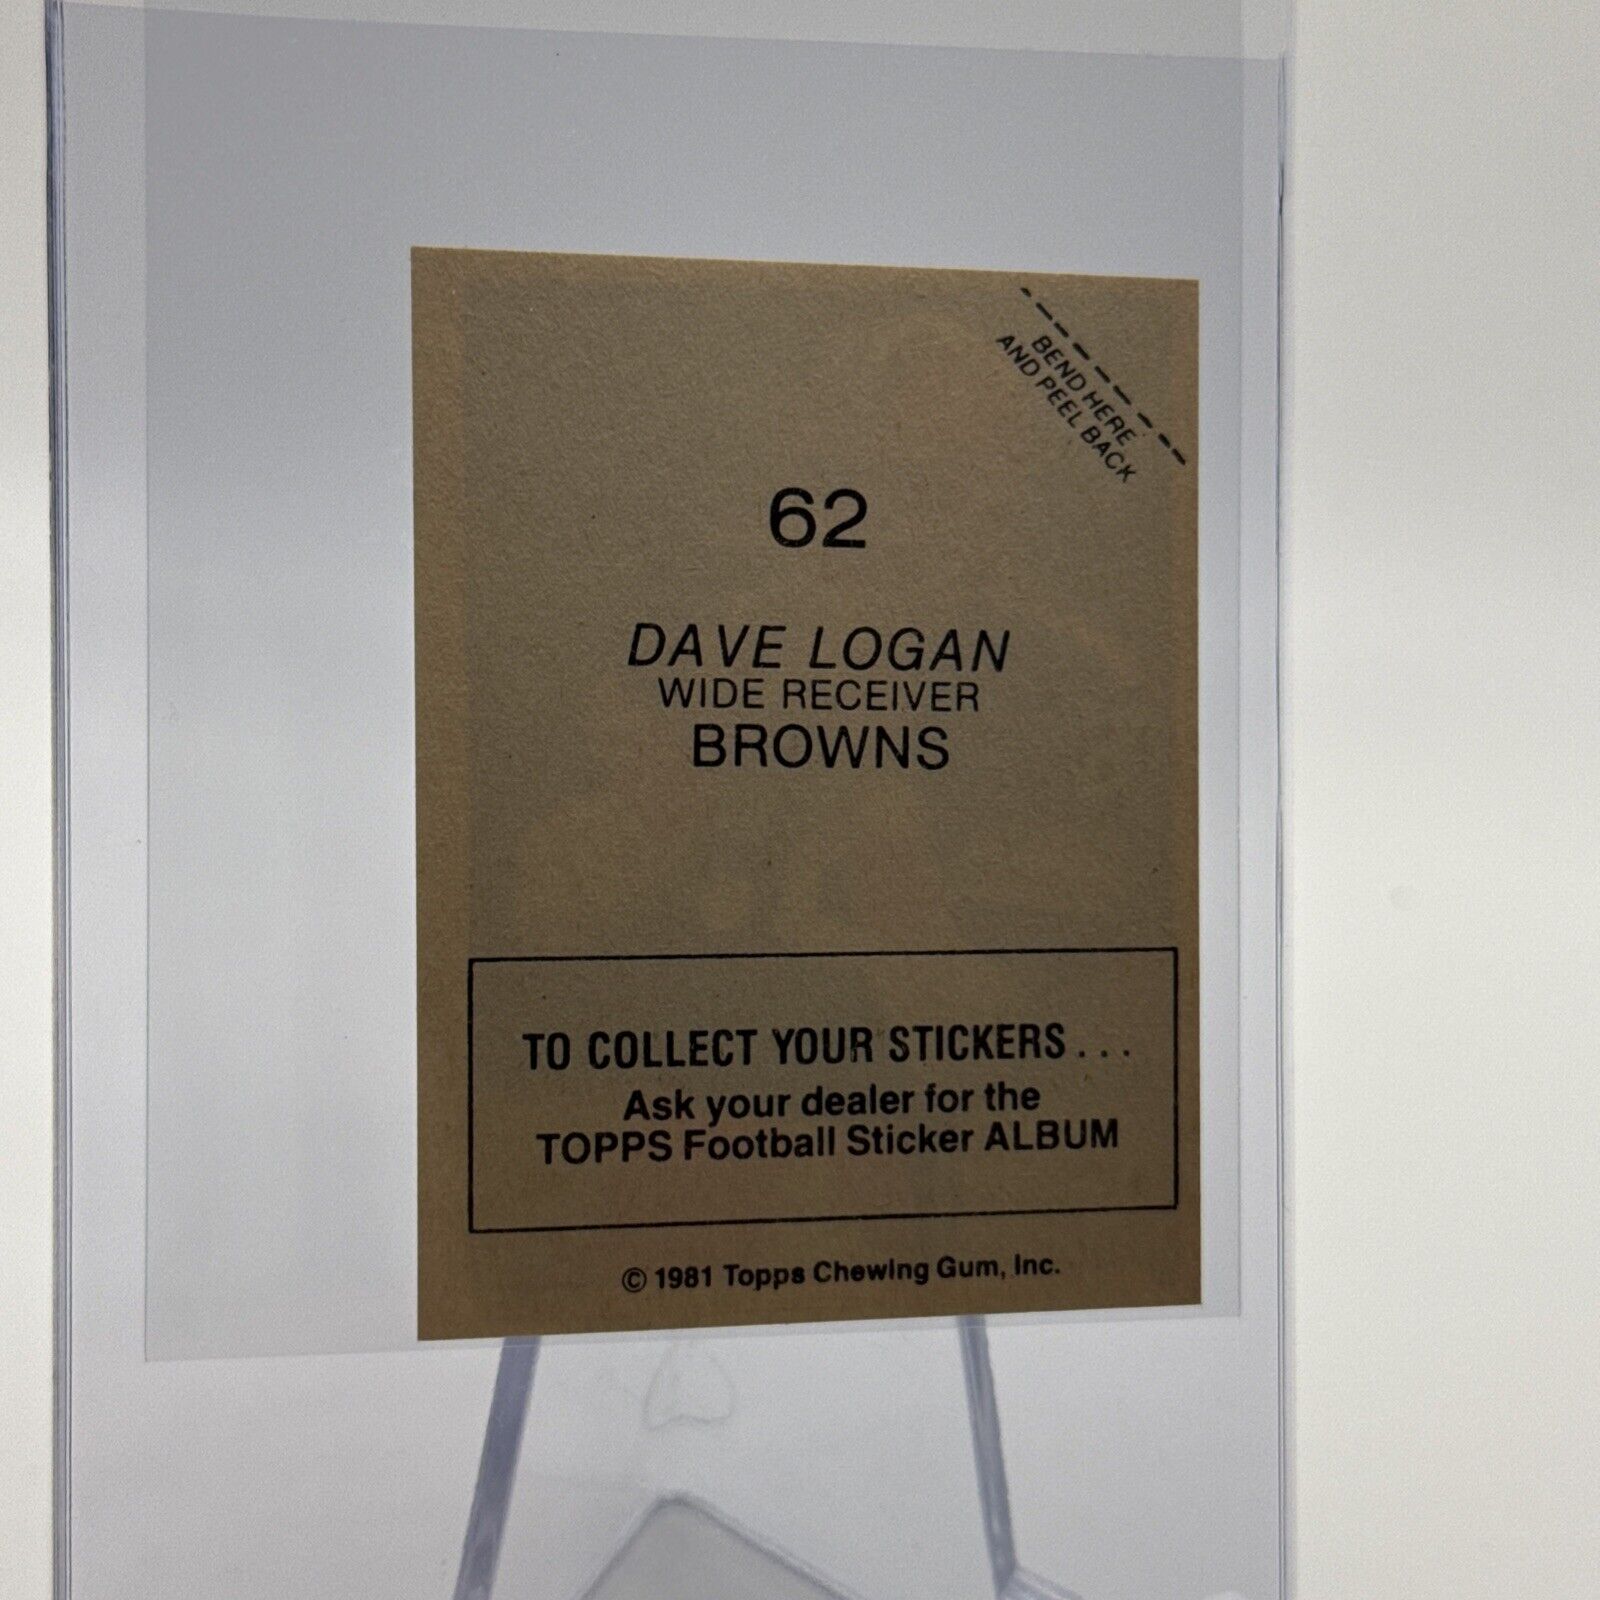 BEND HERE
AND PEEL BACK
62
DAVE LOGAN
WIDE RECEIVER
BROWNS
TO COLLECT YOUR STICKERS . . .
Ask your dealer for the
TOPPS Football Sticker ALBUM
© 1981 Topps Chewing Gum, Inc.